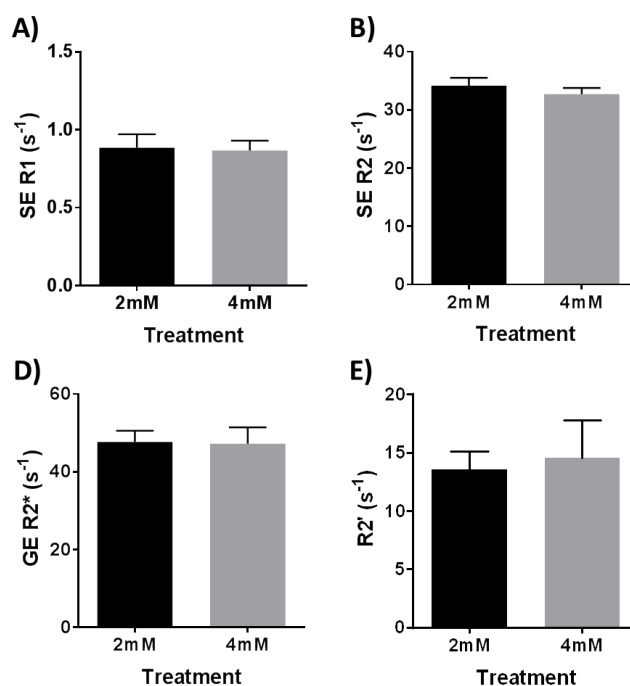 A)
SE R1 (s⁻¹)
1.5
1.0
0.5
0.0
2mM 4mM
Treatment
B)
SE R2 (s⁻¹)
40
30
20
10
0
2mM 4mM
Treatment
D)
GE R2* (s⁻¹)
60
40
20
0
2mM 4mM
Treatment
E)
R2' (s⁻¹)
20
15
10
5
0
2mM 4mM
Treatment